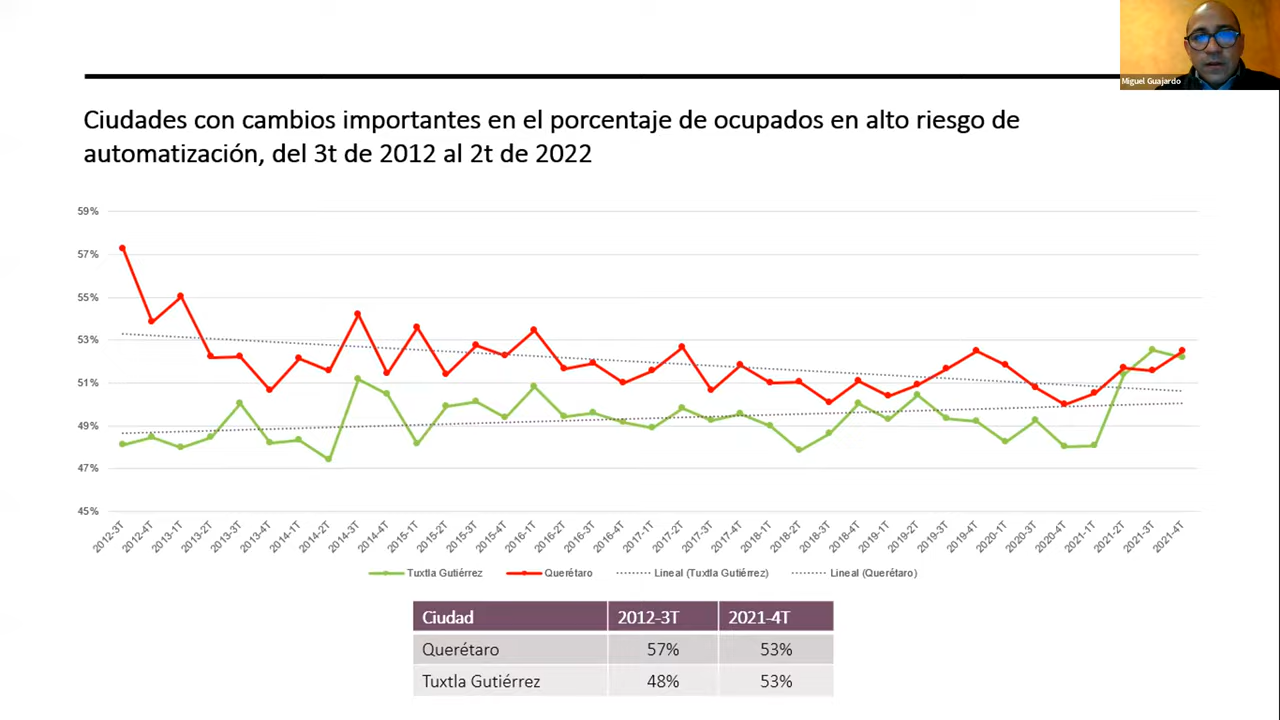 Miguel Guajardo
Ciudades con cambios importantes en el porcentaje de ocupados en alto riesgo de
automatización, del 3t de 2012 al 2t de 2022
59%
57%
55%
53%
51%
49%
47%
45%
2012-3T
2012-4T
2013-1T
2013-2T
2013-3T
2013-4T
2014-1T
2014-2T
2014-3T
2014-4T
2015-1T
2015-2T
2015-3T
2015-4T
2016-1T
2016-2T
2016-3T
2016-4T
2017-1T
2017-2T
2017-3T
2017-4T
2018-1T
2018-2T
2018-3T
2018-4T
2019-1T
2019-2T
2019-3T
2019-4T
2020-1T
2020-3T
2020-4T
2021-1T
2021-2T
2021-3T
2021-4T
Tuxtla Gutiérrez Querétaro Lineal (Tuxtla Gutiérrez) Lineal (Querétaro)
Ciudad 2012-3T 2021-4T
Querétaro 57% 53%
Tuxtla Gutiérrez 48% 53%